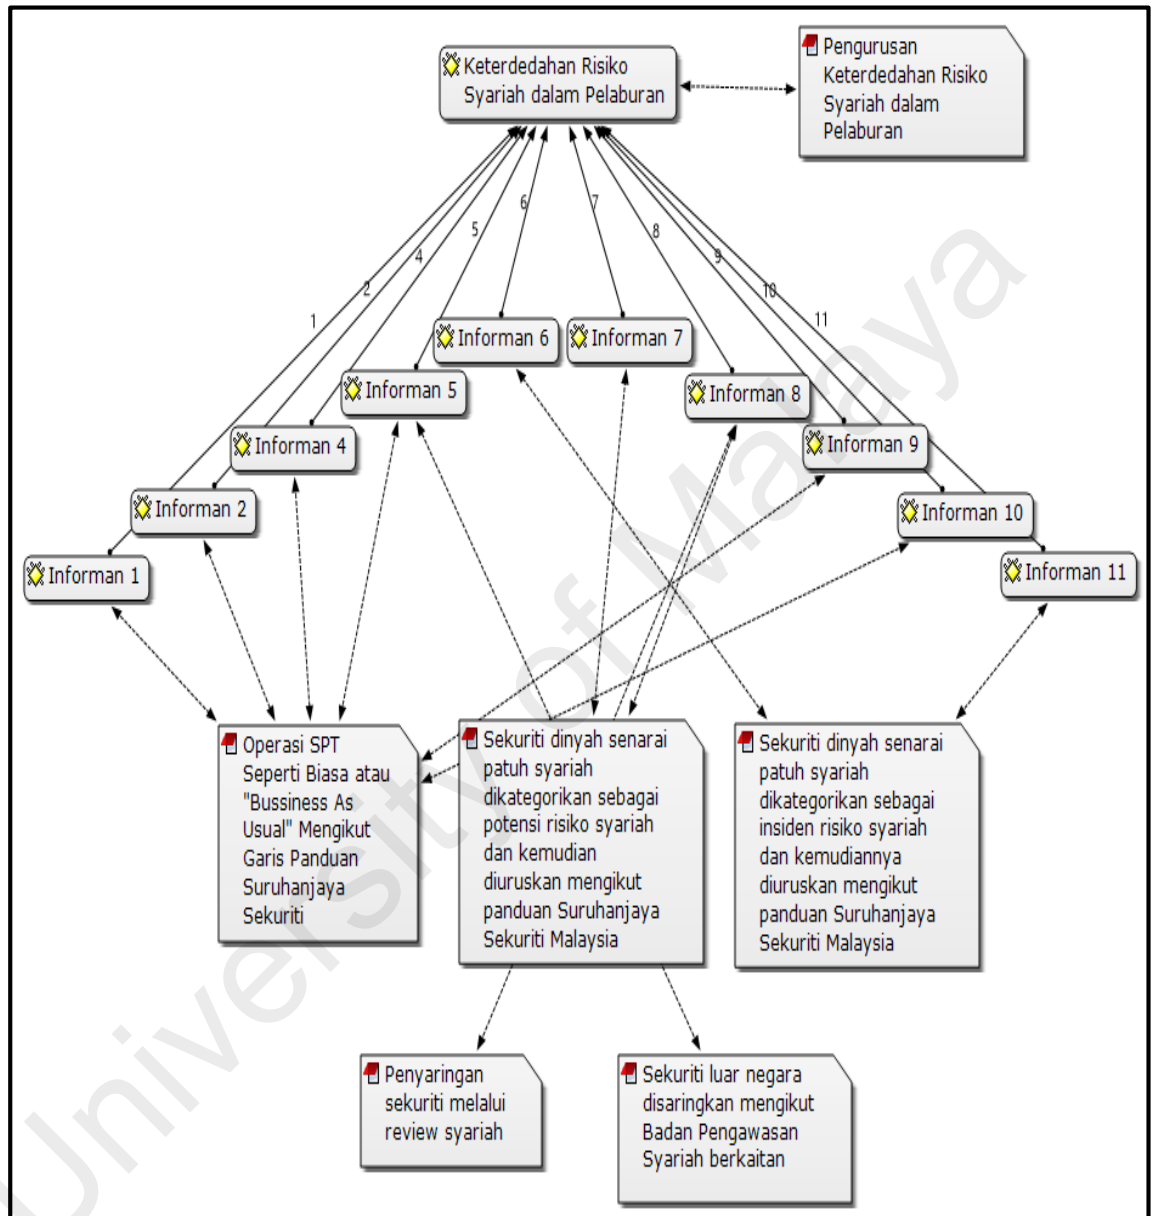 Keterdedahan Risiko
Syariah dalam Pelaburan
Pengurusan
Keterdedahan Risiko
Syariah dalam
Pelaburan
1
2
4
5
6
7
8
9
10
11
Informan 6
Informan 7
Informan 5
Informan 8
Informan 4
Informan 9
Informan 2
Informan 10
Informan 1
Informan 11
Operasi SPT
Seperti Biasa atau
"Bussiness As
Usual" Mengikut
Garis Panduan
Suruhanjaya
Sekuriti
Sekuriti dinyah senarai
patuh syariah
dikategorikan sebagai
potensi risiko syariah
dan kemudian
diuruskan mengikut
panduan Suruhanjaya
Sekuriti Malaysia
Sekuriti dinyah senarai
patuh syariah
dikategorikan sebagai
insiden risiko syariah
dan kemudiannya
diuruskan mengikut
panduan Suruhanjaya
Sekuriti Malaysia
Penyaringan
sekuriti melalui
review syariah
Sekuriti luar negara
disaringkan mengikut
Badan Pengawasan
Syariah berkaitan
University of Malaya